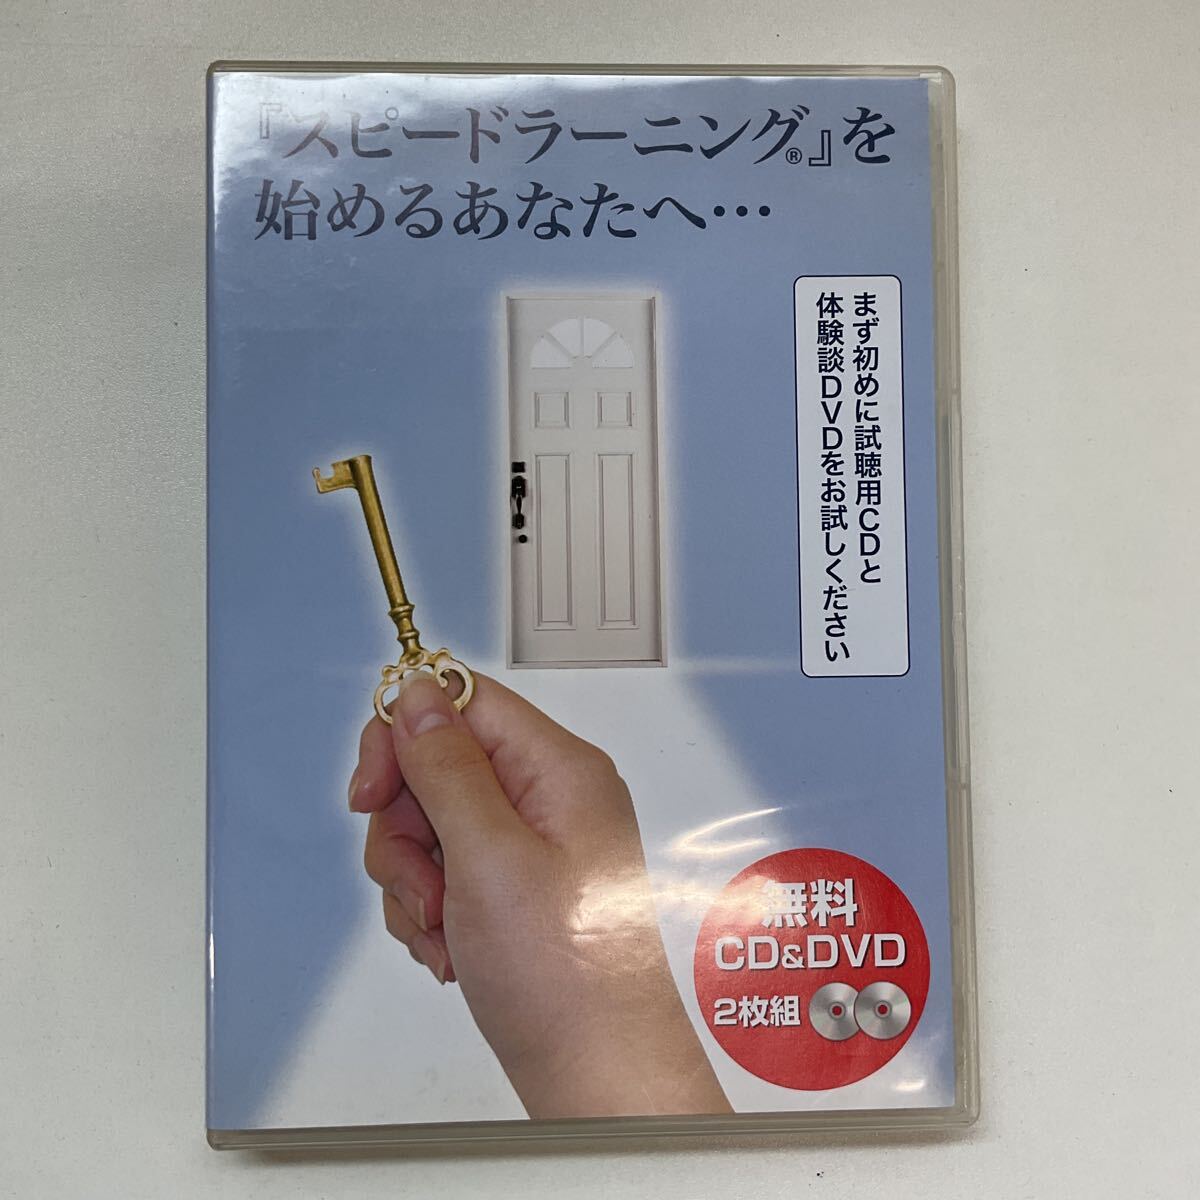 『スピードラーニング®』を
始めるあなたへ…
まず初めに試聴用CDと
体験談DVDをお試しください
無料
CD&DVD
2枚組